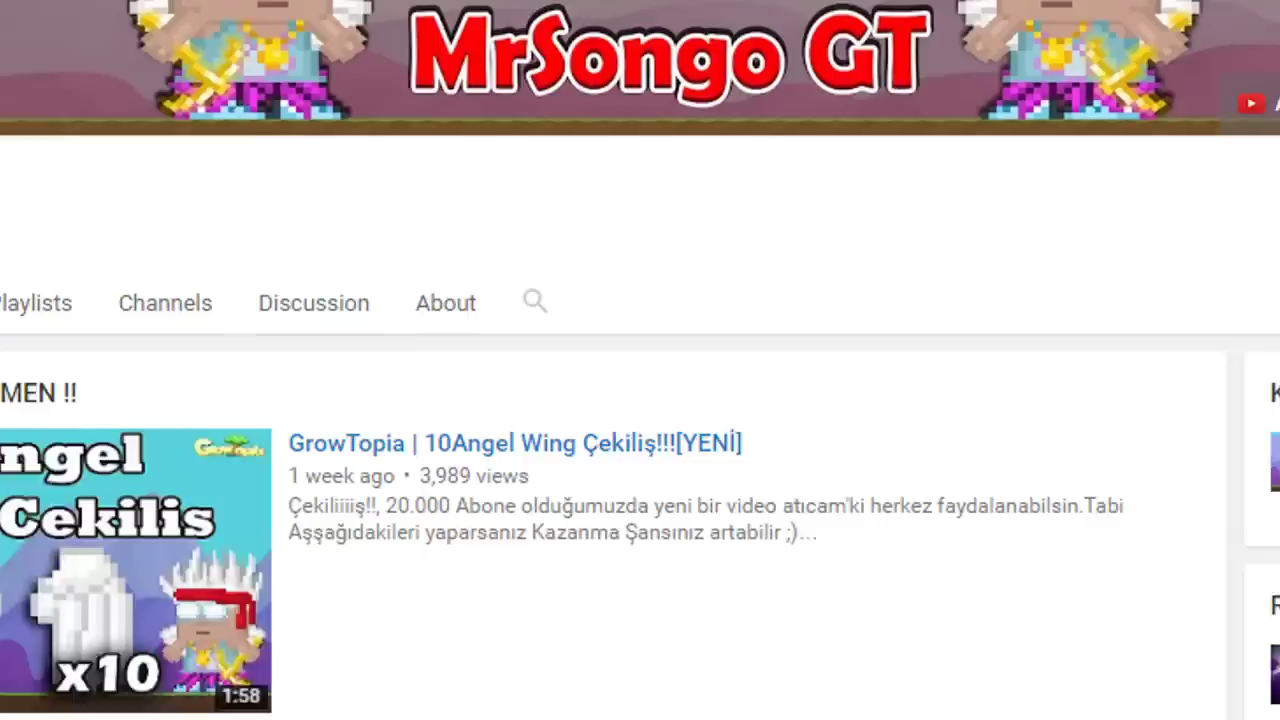 MrSongo GT
Playlists Channels Discussion About
MEN !!
ngel
Cekilis
GrowTopia
x10
1:58
GrowTopia | 10Angel Wing Çekiliş!!![YENİ]
1 week ago • 3,989 views
Çekiliiiiş!!, 20.000 Abone olduğumuzda yeni bir video atıcam'ki herkez faydalanabilsin.Tabi
Aşşağıdakileri yaparsanız Kazanma Şansınız artabilir ;)...